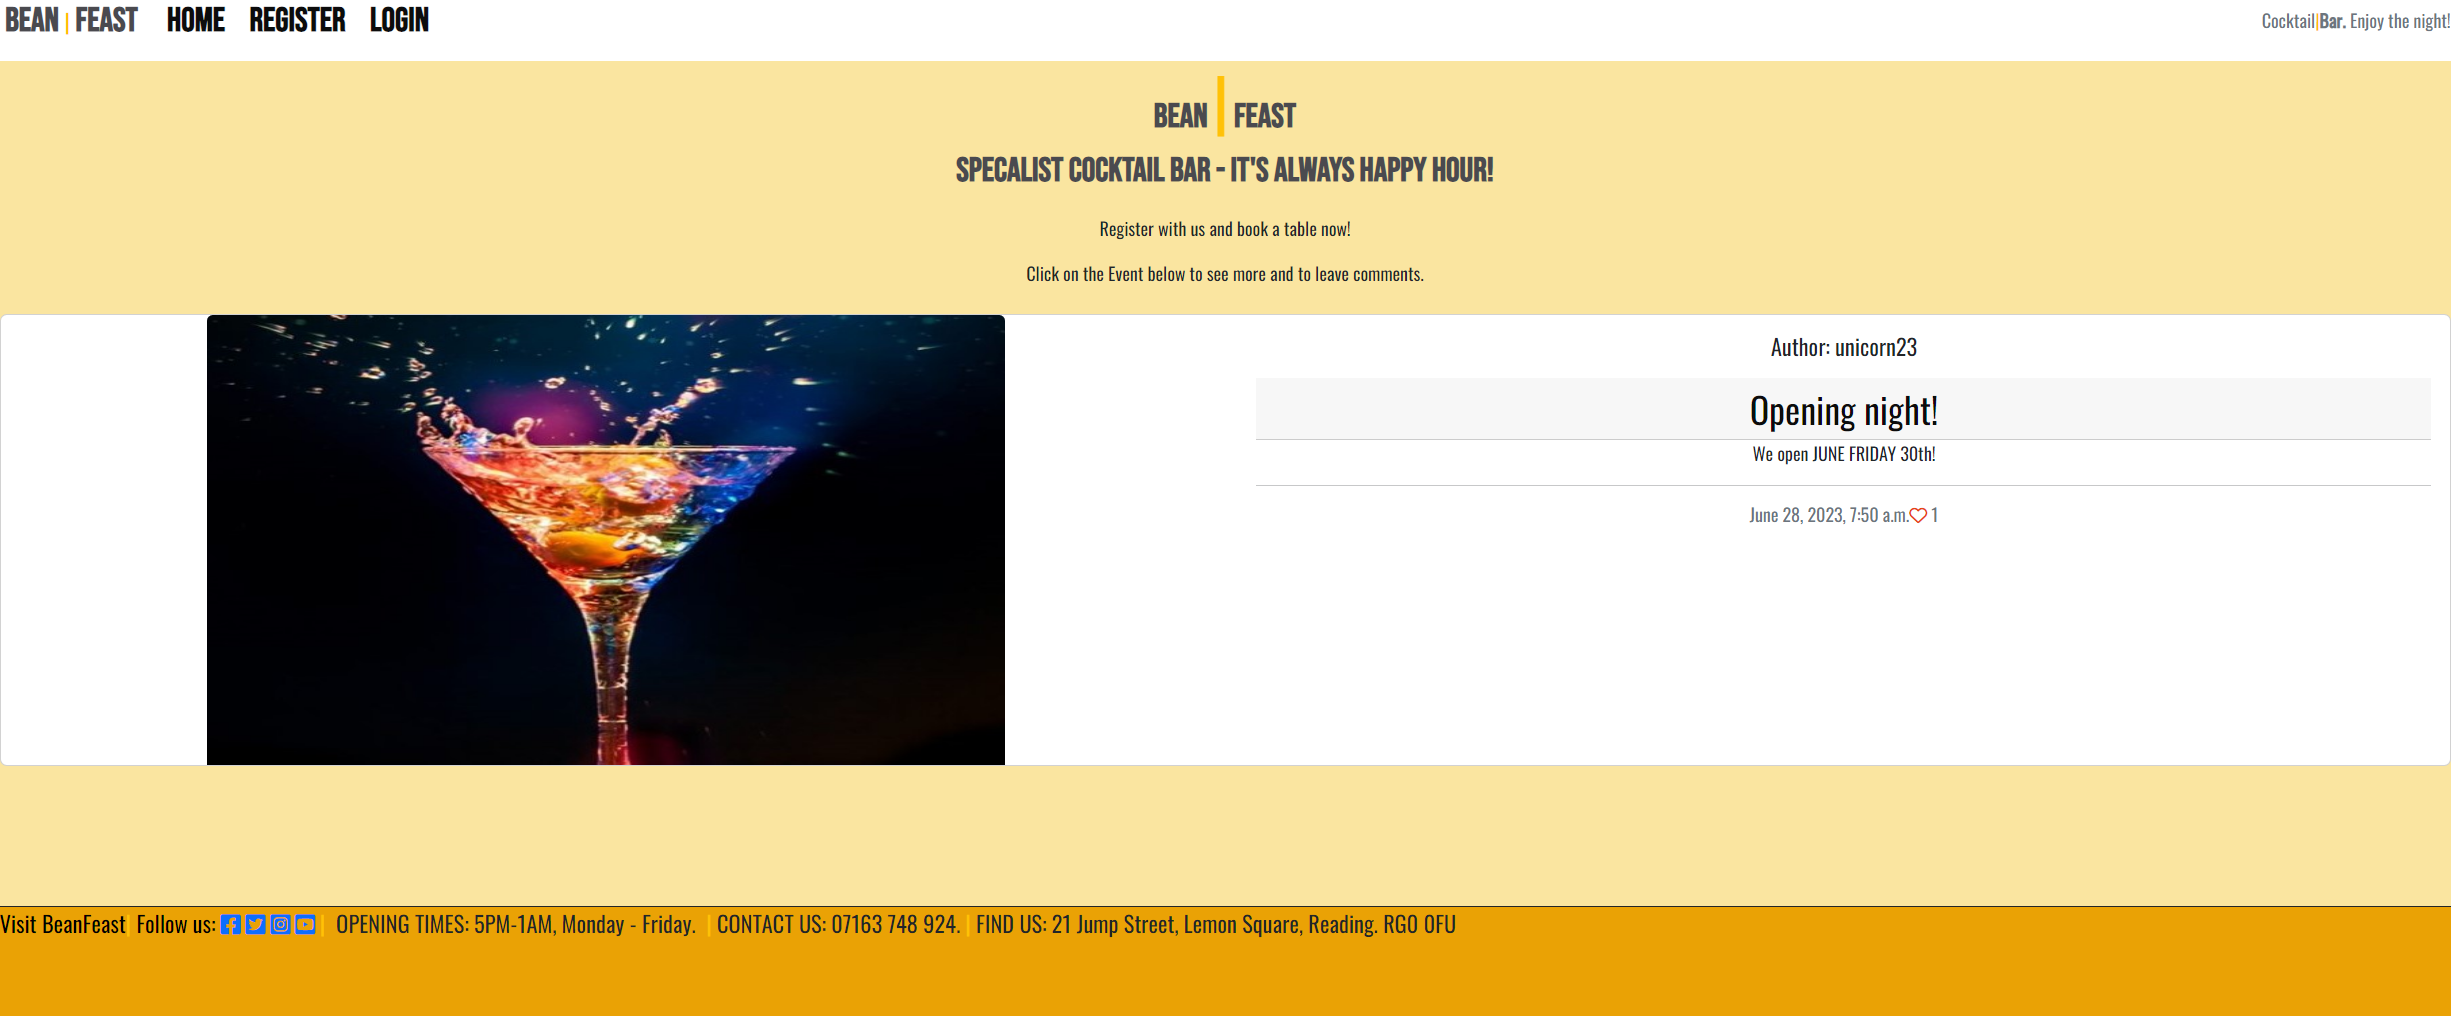 BEAN | FEAST HOME REGISTER LOGIN Cocktail|Bar. Enjoy the night!
BEAN | FEAST
SPECALIST COCKTAIL BAR - IT'S ALWAYS HAPPY HOUR!
Register with us and book a table now!
Click on the Event below to see more and to leave comments.
Author: unicorn23
Opening night!
We open JUNE FRIDAY 30th!
June 28, 2023, 7:50 a.m. 1
Visit BeanFeast| Follow us: | OPENING TIMES: 5PM-1AM, Monday - Friday. | CONTACT US: 07163 748 924. | FIND US: 21 Jump Street, Lemon Square, Reading. RG0 0FU